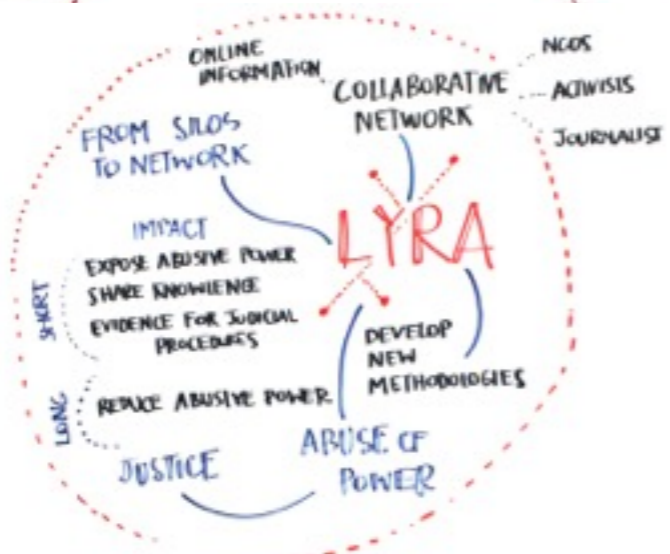 ONLINE
INFORMATION
COLLABORATIVE
NETWORK
NGOS
ACTIVISTS
JOURNALIST
FROM SILOS
TO NETWORK
LYRA
IMPACT
EXPOSE ABUSIVE POWER
SHARE KNOWLEDGE
EVIDENCE FOR JUDICIAL
PROCEDURES
SHORT
DEVELOP
NEW
METHODOLOGIES
REDUCE ABUSIVE POWER
LONG
JUSTICE
ABUSE OF
POWER